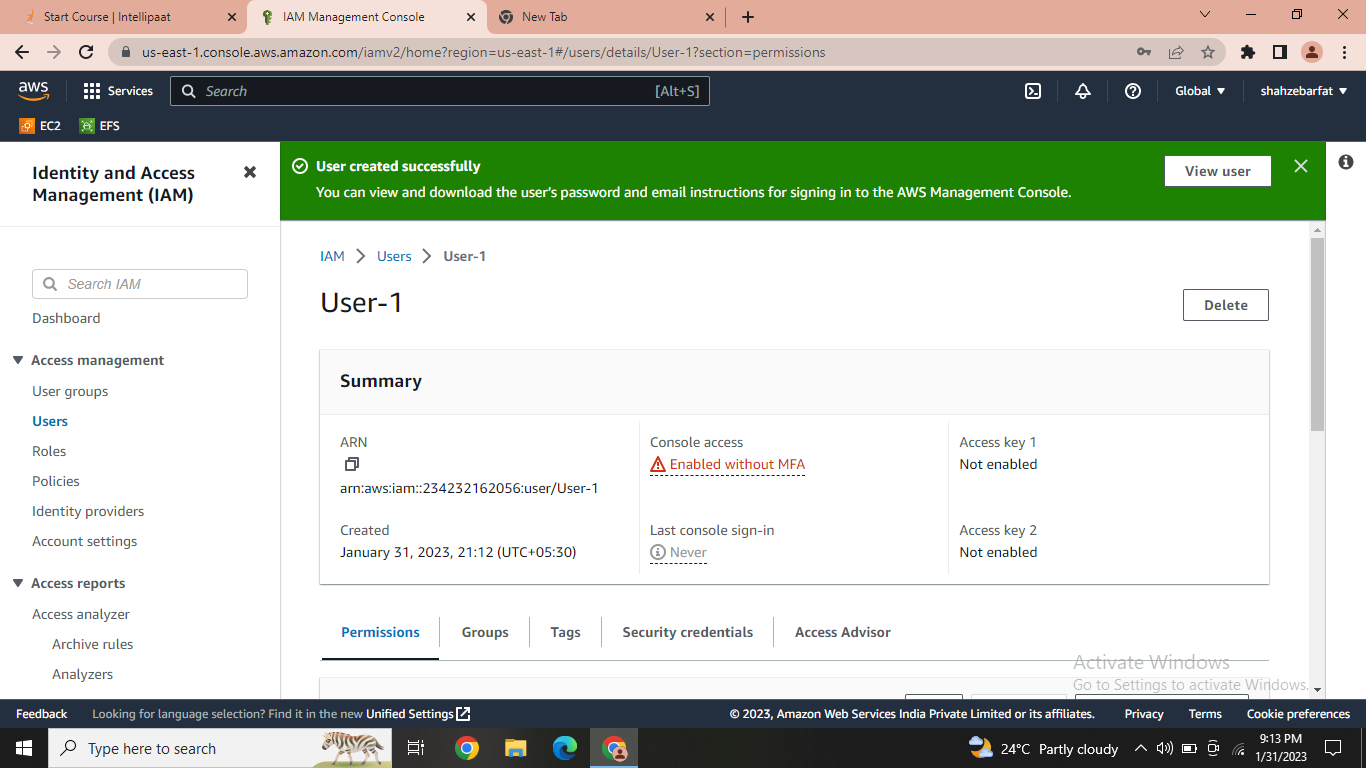 Start Course | Intellipaat
IAM Management Console
New Tab
us-east-1.console.aws.amazon.com/iamv2/home?region=us-east-1#/users/details/User-1?section=permissions
aws
Services
Search
[Alt+S]
Global
shahzebarfat
EC2
EFS
Identity and Access
Management (IAM)
Search IAM
Dashboard
Access management
User groups
Users
Roles
Policies
Identity providers
Account settings
Access reports
Access analyzer
Archive rules
Analyzers
User created successfully
You can view and download the user's password and email instructions for signing in to the AWS Management Console.
View user
IAM > Users > User-1
User-1
Delete
Summary
ARN
arn:aws:iam::234232162056:user/User-1
Console access
Enabled without MFA
Access key 1
Not enabled
Created
January 31, 2023, 21:12 (UTC+05:30)
Last console sign-in
Never
Access key 2
Not enabled
Permissions
Groups
Tags
Security credentials
Access Advisor
Activate Windows
Go to Settings to activate Windows.
Feedback
Looking for language selection? Find it in the new Unified Settings
© 2023, Amazon Web Services India Private Limited or its affiliates.
Privacy
Terms
Cookie preferences
Type here to search
24°C Partly cloudy
9:13 PM
1/31/2023